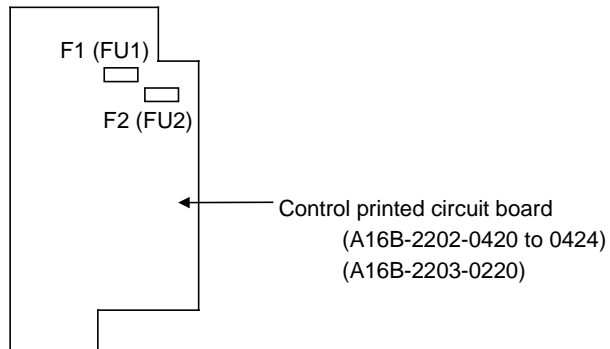 F1 (FU1)
F2 (FU2)
Control printed circuit board
(A16B-2202-0420 to 0424)
(A16B-2203-0220)